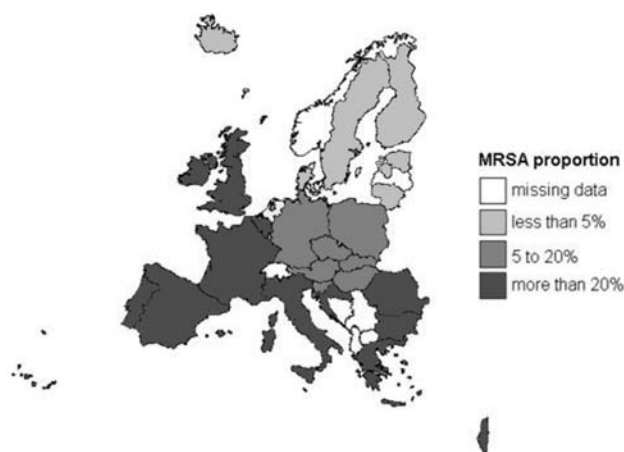 MRSA proportion
missing data
less than 5%
5 to 20%
more than 20%